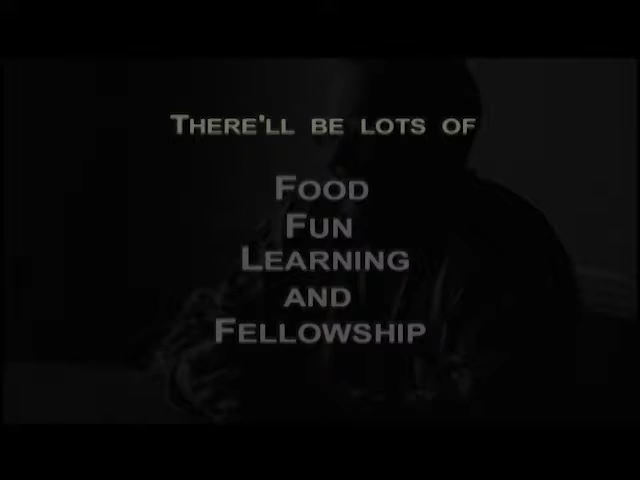 There'll be lots of
Food
Fun
Learning
and
Fellowship